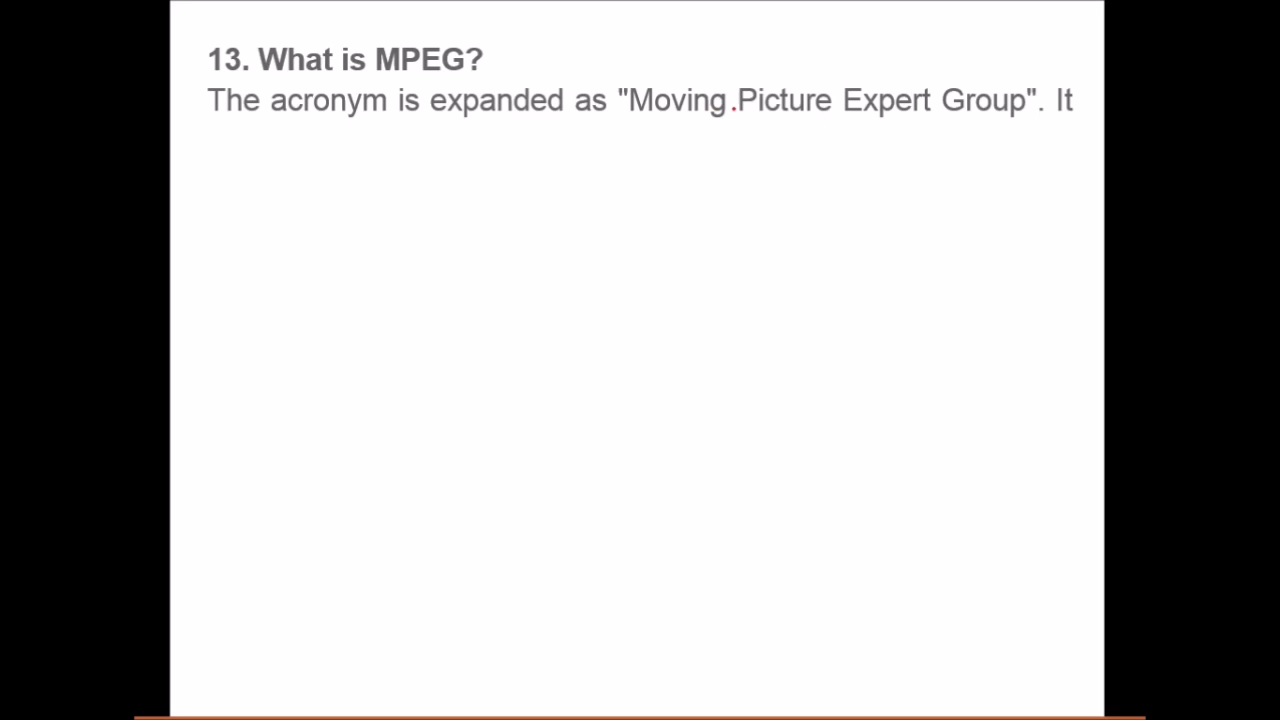 13. What is MPEG?
The acronym is expanded as "Moving Picture Expert Group". It